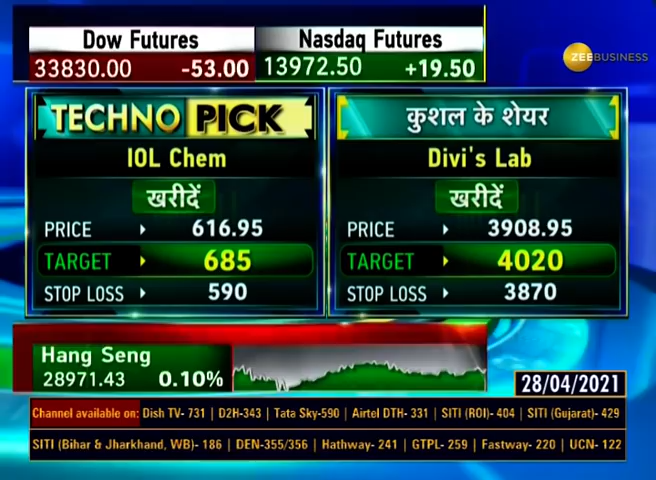 Dow Futures
33830.00 -53.00
Nasdaq Futures
13972.50 +19.50
ZEEBUSINESS
TECHNO PICK
IOL Chem
खरीदें
PRICE 616.95
TARGET 685
STOP LOSS 590
कुशल के शेयर
Divi's Lab
खरीदें
PRICE 3908.95
TARGET 4020
STOP LOSS 3870
Hang Seng
28971.43 0.10%
28/04/2021
Channel available on: Dish TV- 731 | D2H-343 | Tata Sky-590 | Airtel DTH- 331 | SITI (ROI)- 404 | SITI (Gujarat)- 429
SITI (Bihar & Jharkhand, WB)- 186 | DEN-355/356 | Hathway- 241 | GTPL- 259 | Fastway- 220 | UCN- 122